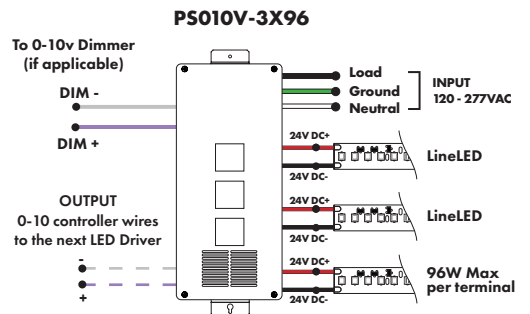 PS010V-3X96
To 0-10v Dimmer
(if applicable)
DIM -
DIM +
OUTPUT
0-10 controller wires
to the next LED Driver
-
+
Load
Ground
Neutral
INPUT
120 - 277VAC
24V DC+
24V DC-
LineLED
24V DC+
24V DC-
LineLED
24V DC+
24V DC-
96W Max
per terminal